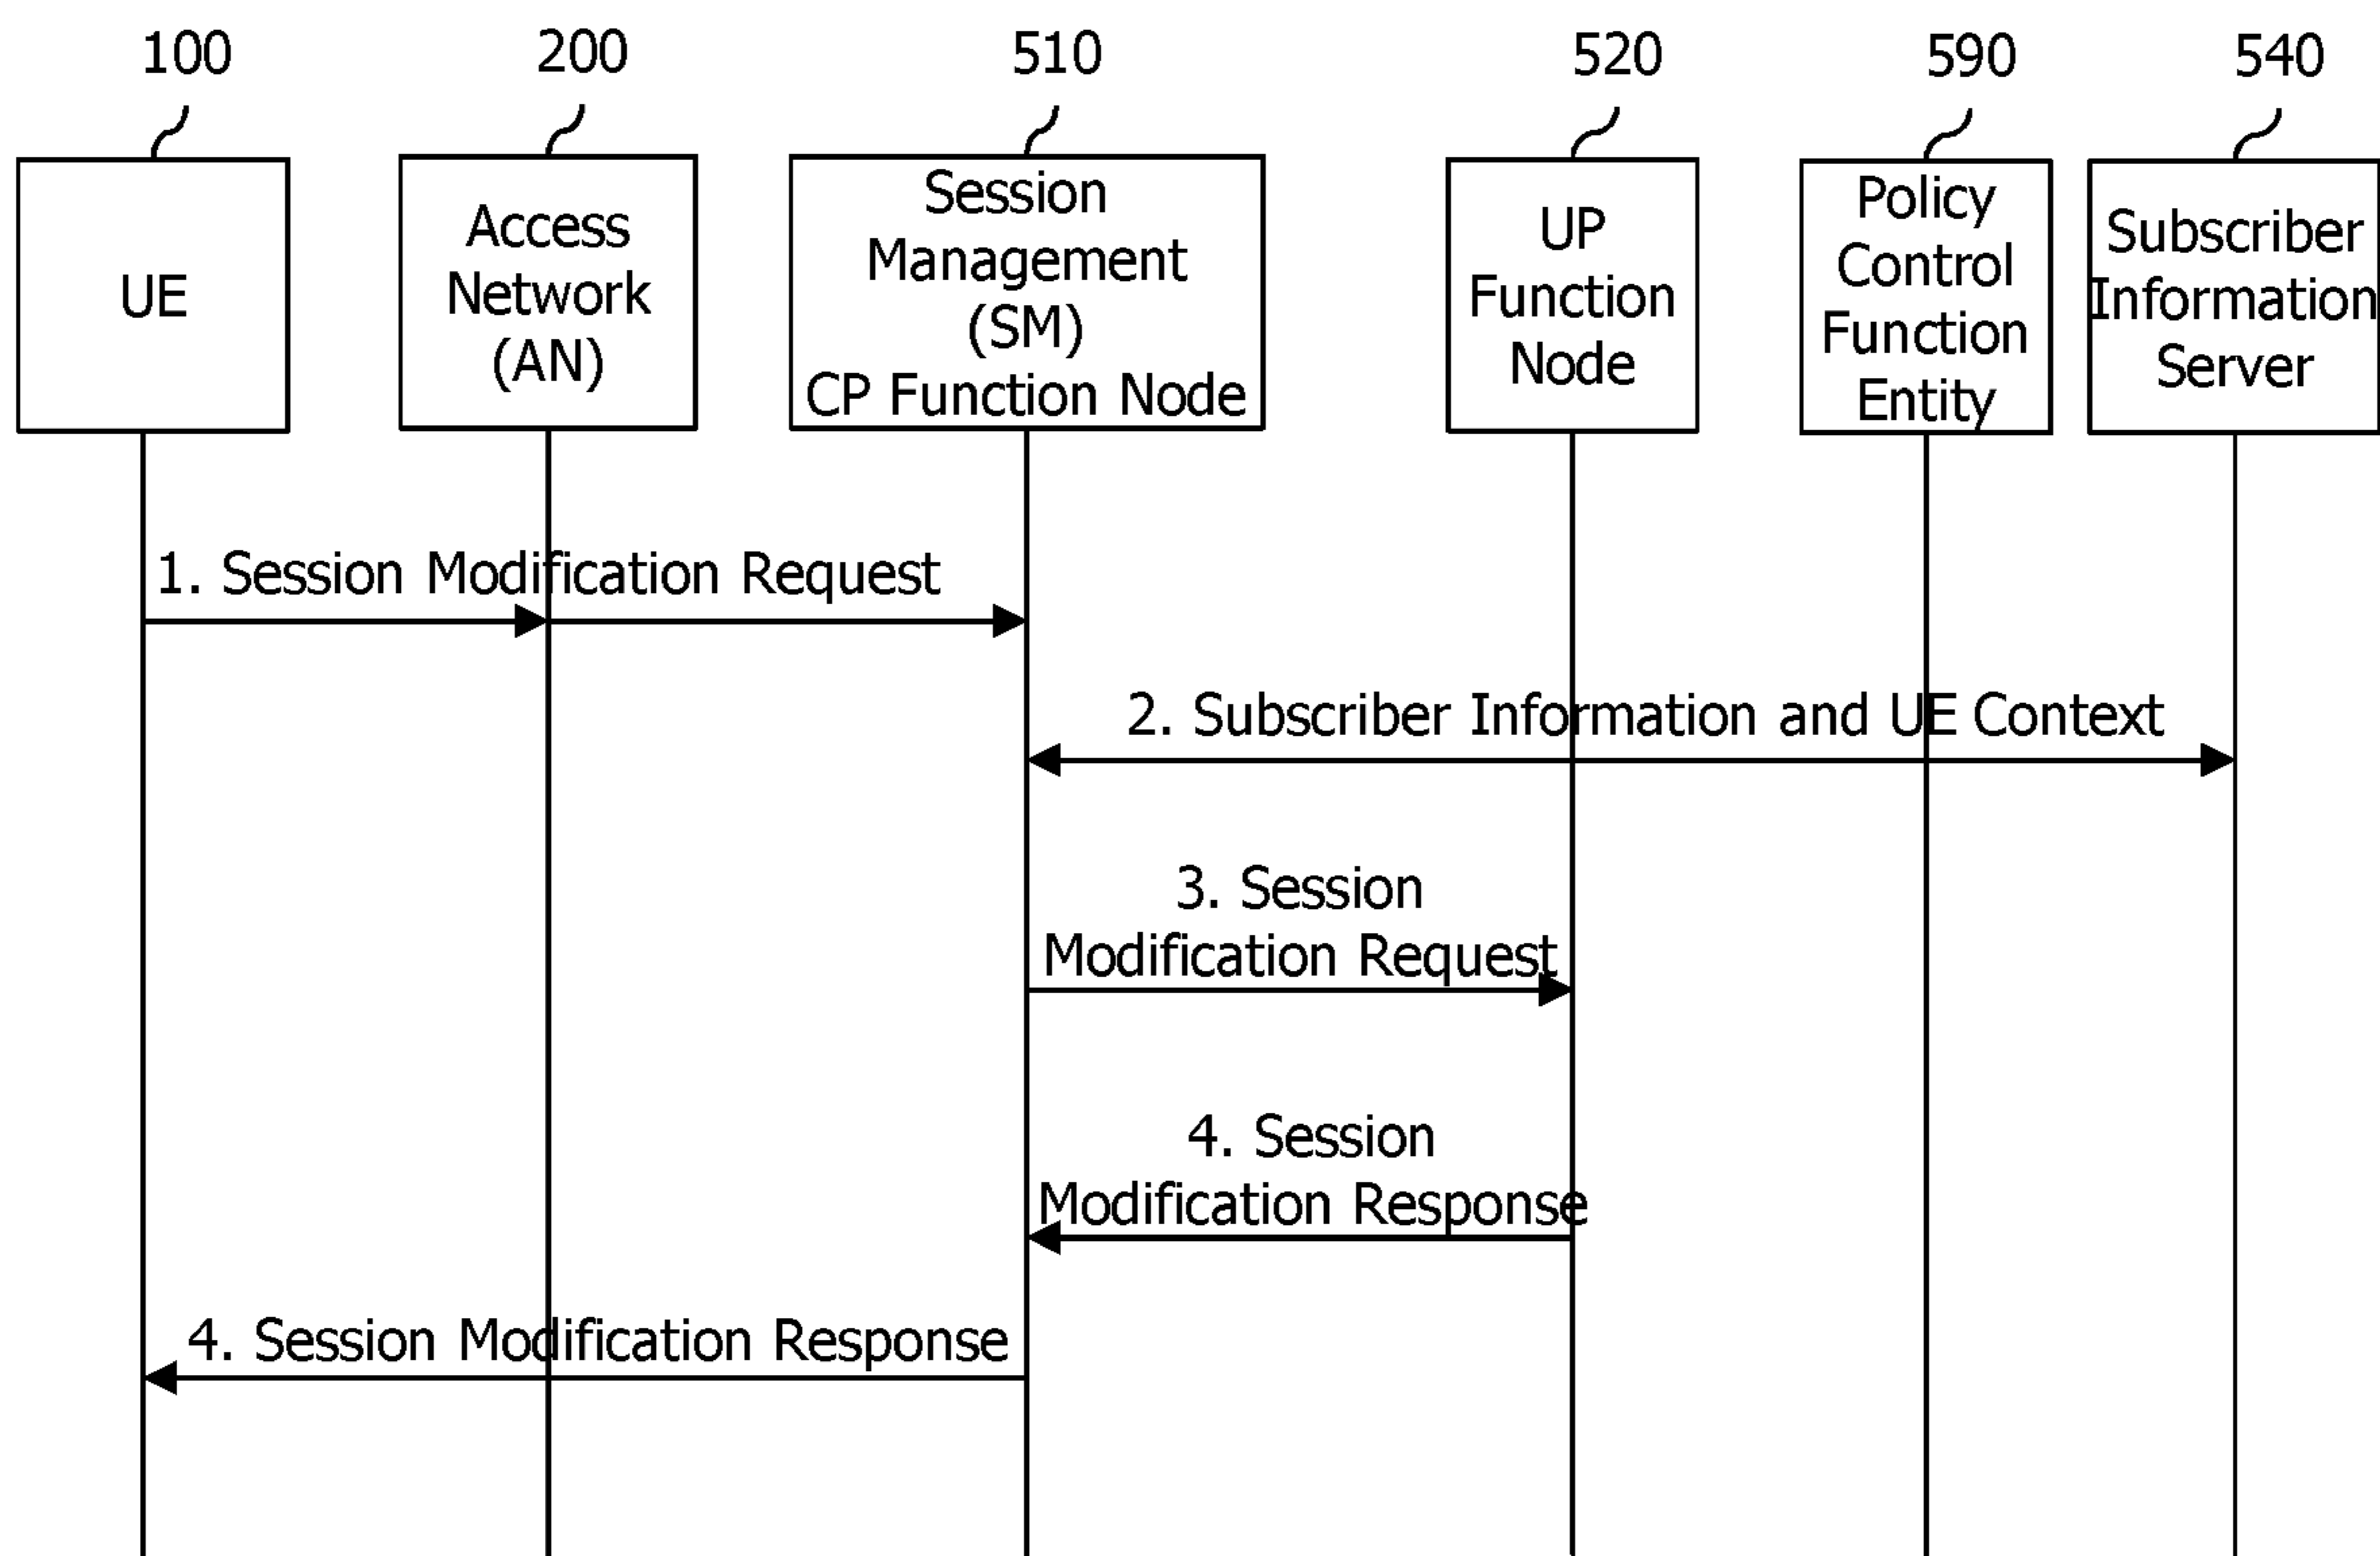 100
200
510
520
590
540
UE
Access
Network
(AN)
Session
Management
(SM)
CP Function Node
UP
Function
Node
Policy
Control
Function
Entity
Subscriber
Information
Server
1. Session Modification Request
2. Subscriber Information and UE Context
3. Session
Modification Request
4. Session
Modification Response
4. Session Modification Response